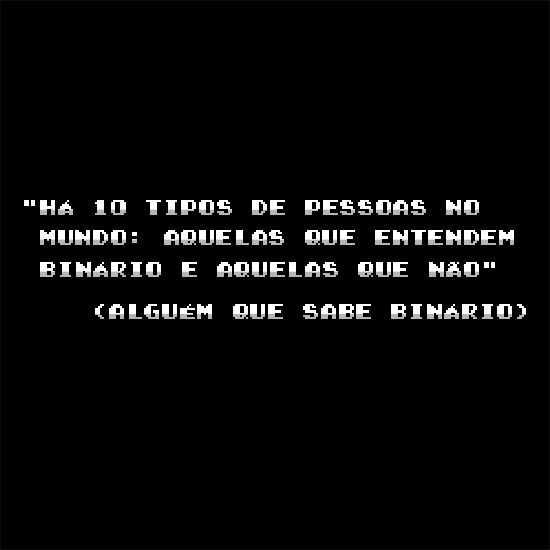 "HÁ 10 TIPOS DE PESSOAS NO
MUNDO: AQUELAS QUE ENTENDEM
BINÁRIO E AQUELAS QUE NÃO"
(ALGUÉM QUE SABE BINÁRIO)